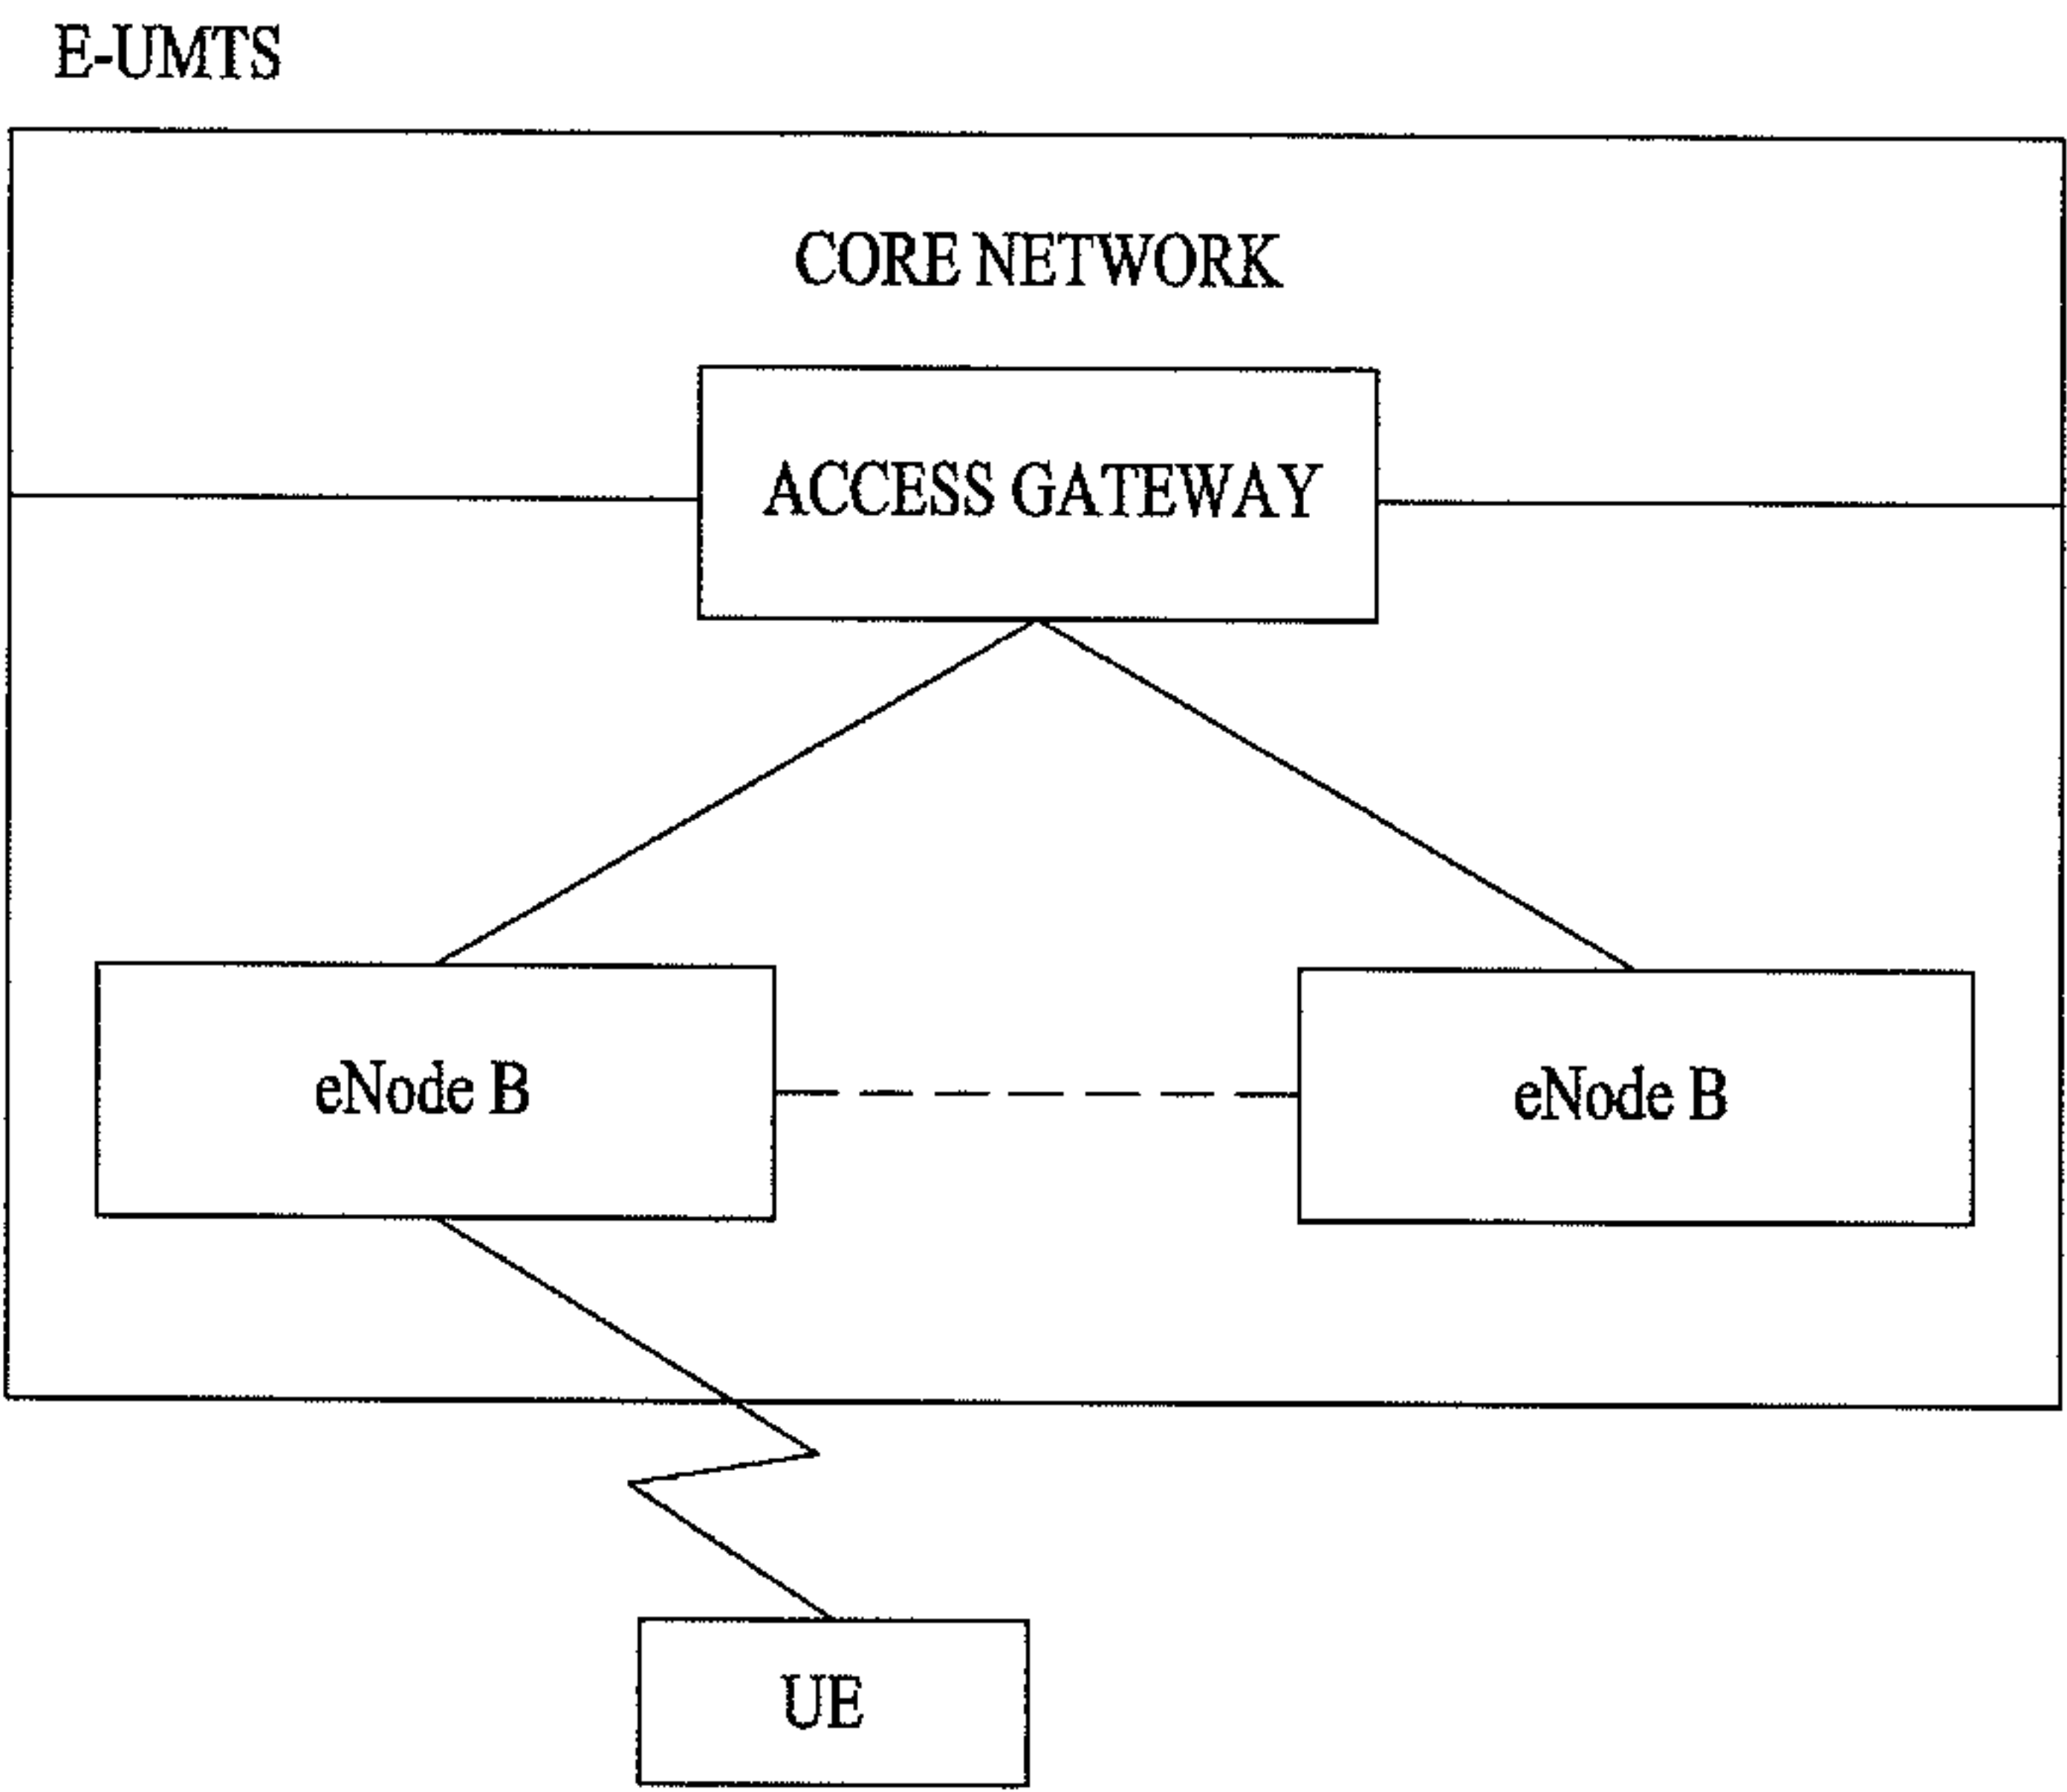 E-UMTS
CORE NETWORK
ACCESS GATEWAY
eNode B
eNode B
UE